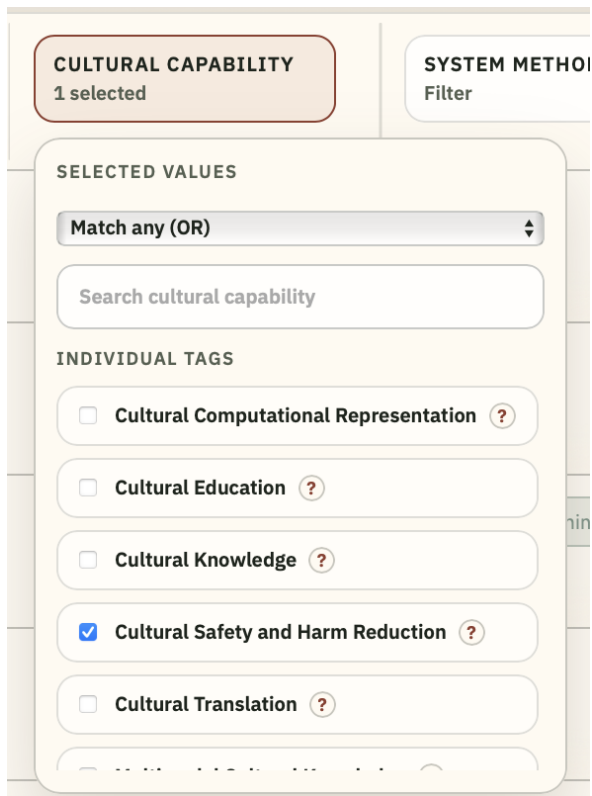 CULTURAL CAPABILITY
1 selected
SYSTEM METHO
Filter
SELECTED VALUES
Match any (OR)
Search cultural capability
INDIVIDUAL TAGS
Cultural Computational Representation ?
Cultural Education ?
Cultural Knowledge ?
Cultural Safety and Harm Reduction ?
Cultural Translation ?